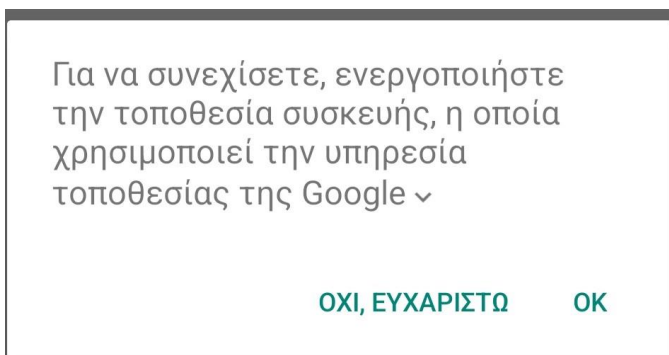 Για να συνεχίσετε, ενεργοποιήστε
την τοποθεσία συσκευής, η οποία
χρησιμοποιεί την υπηρεσία
τοποθεσίας της Google
ΟΧΙ, ΕΥΧΑΡΙΣΤΩ OK